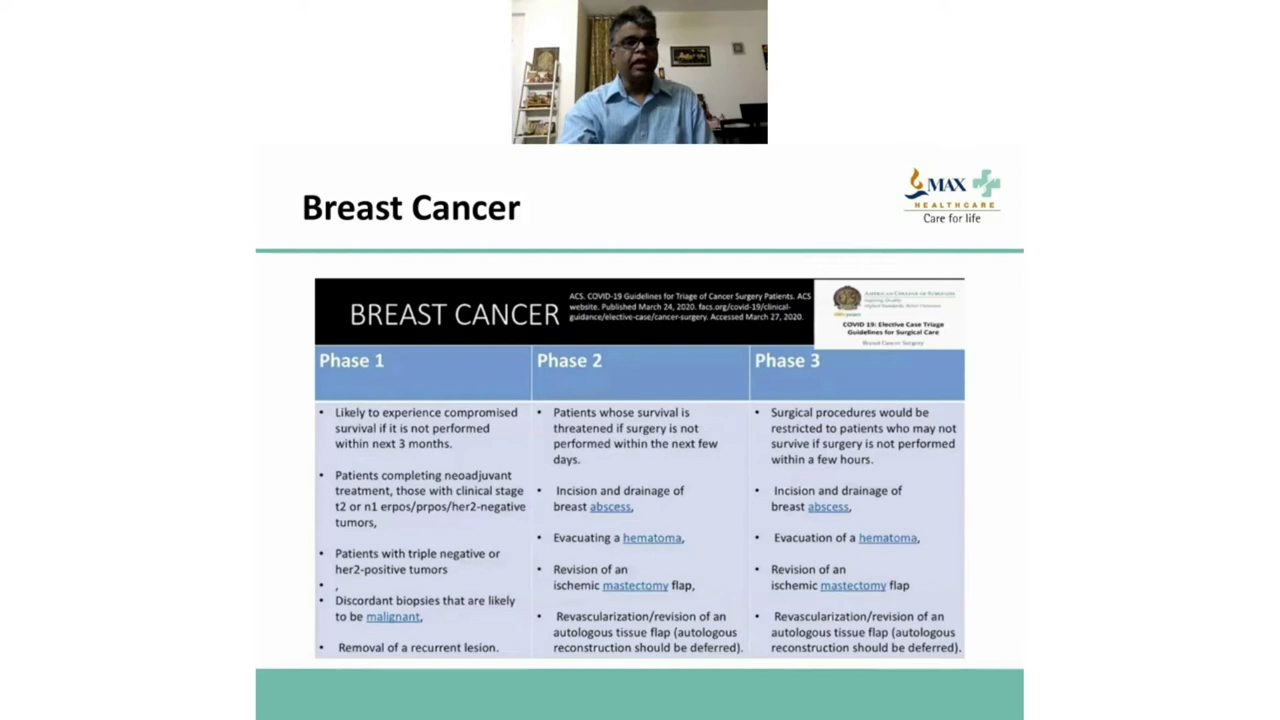 MAX
HEALTHCARE
Care for life
Breast Cancer
BREAST CANCER
ACS. COVID-19 Guidelines for Triage of Cancer Surgery Patients. ACS
website. Published March 24, 2020. facs.org/covid-19/clinical-
guidance/elective-case/cancer-surgery. Accessed March 27, 2020.
AMERICAN COLLEGE OF SURGEONS
COVID 19: Elective Case Triage
Guidelines for Surgical Care
Breast Cancer Surgery
Phase 1
• Likely to experience compromised
survival if it is not performed
within next 3 months.
• Patients completing neoadjuvant
treatment, those with clinical stage
t2 or n1 erpos/prpos/her2-negative
tumors,
• Patients with triple negative or
her2-positive tumors
• ,
• Discordant biopsies that are likely
to be malignant,
• Removal of a recurrent lesion.
Phase 2
• Patients whose survival is
threatened if surgery is not
performed within the next few
days.
• Incision and drainage of
breast abscess,
• Evacuating a hematoma,
• Revision of an
ischemic mastectomy flap,
• Revascularization/revision of an
autologous tissue flap (autologous
reconstruction should be deferred).
Phase 3
• Surgical procedures would be
restricted to patients who may not
survive if surgery is not performed
within a few hours.
• Incision and drainage of
breast abscess,
• Evacuation of a hematoma,
• Revision of an
ischemic mastectomy flap
• Revascularization/revision of an
autologous tissue flap (autologous
reconstruction should be deferred).